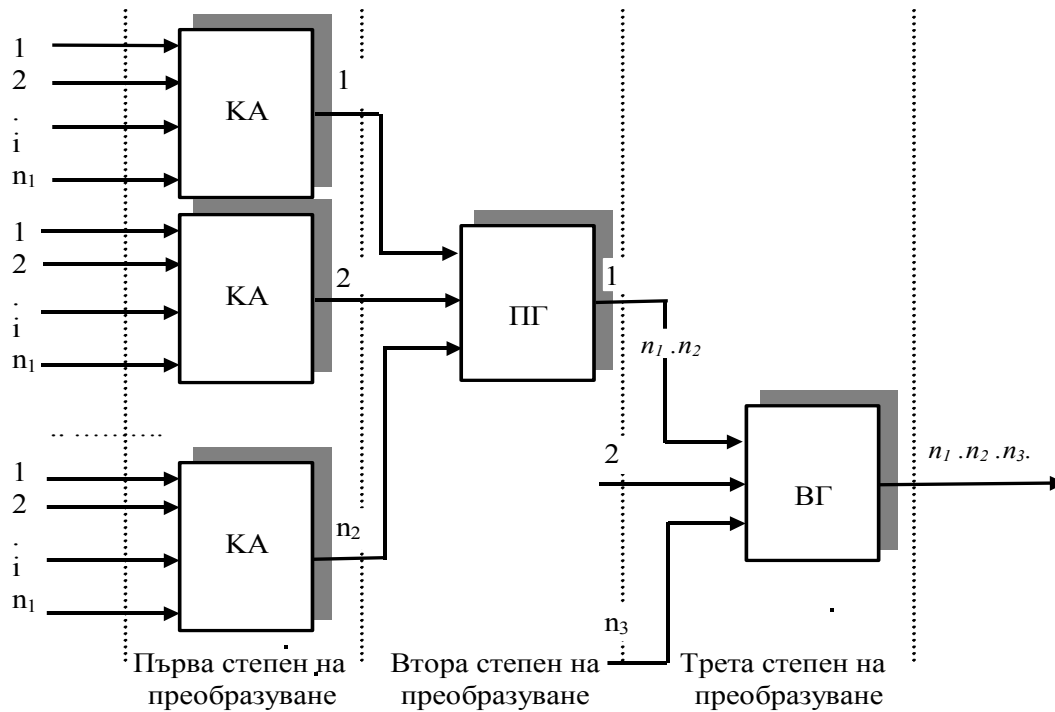 1
2
.
i
n₁
КА
1
1
2
.
i
n₁
КА
2
ПГ
1
n₁ .n₂
.. ..........
1
2
.
i
n₁
КА
n₂
2
n₃
ВГ
n₁ .n₂ .n₃.
Първа степен на
преобразуване
Втора степен на
преобразуване
Трета степен на
преобразуване